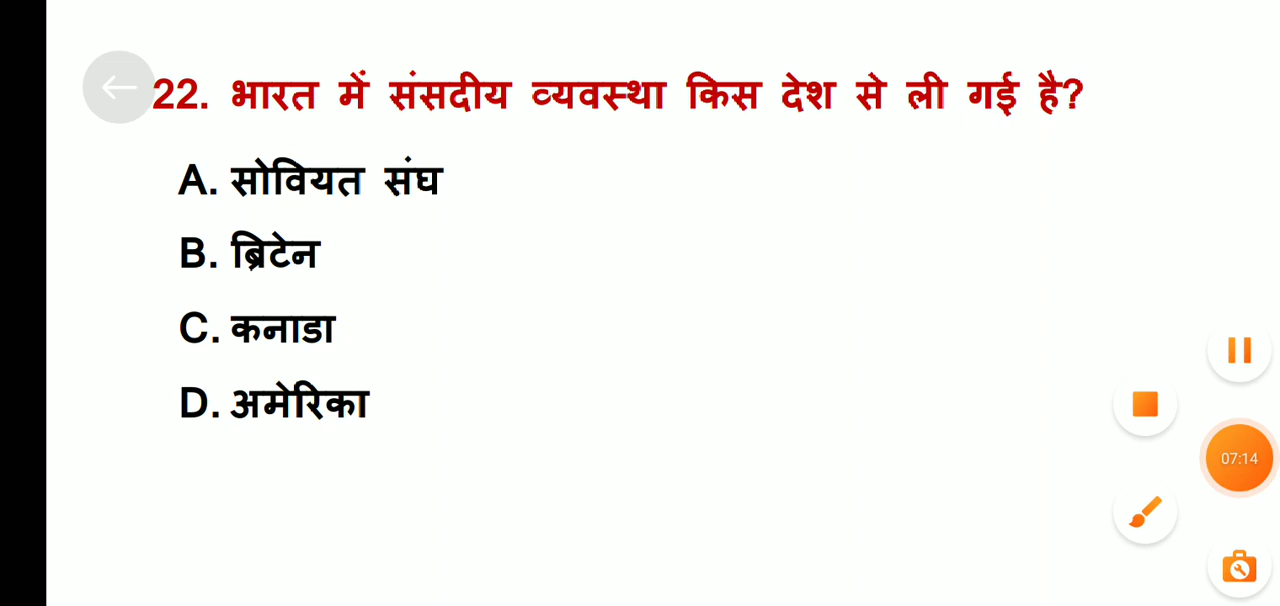 22. भारत में संसदीय व्यवस्था किस देश से ली गई है?
A. सोवियत संघ
B. ब्रिटेन
C. कनाडा
D. अमेरिका
07:14